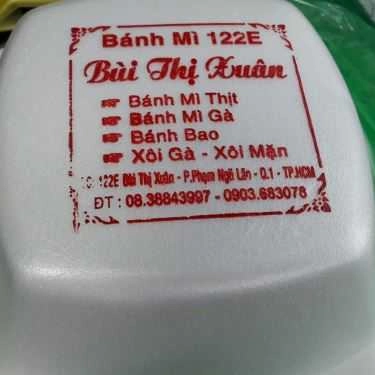 Bánh Mì 122E
Bùi Thị Xuân
☞ Bánh Mì Thịt
☞ Bánh Mì Gà
☞ Bánh Bao
☞ Xôi Gà - Xôi Mặn
122E Bùi Thị Xuân - P.Phạm Ngũ Lão - Q.1 - TP.HCM
ĐT : 08.38843997 - 0903.683078